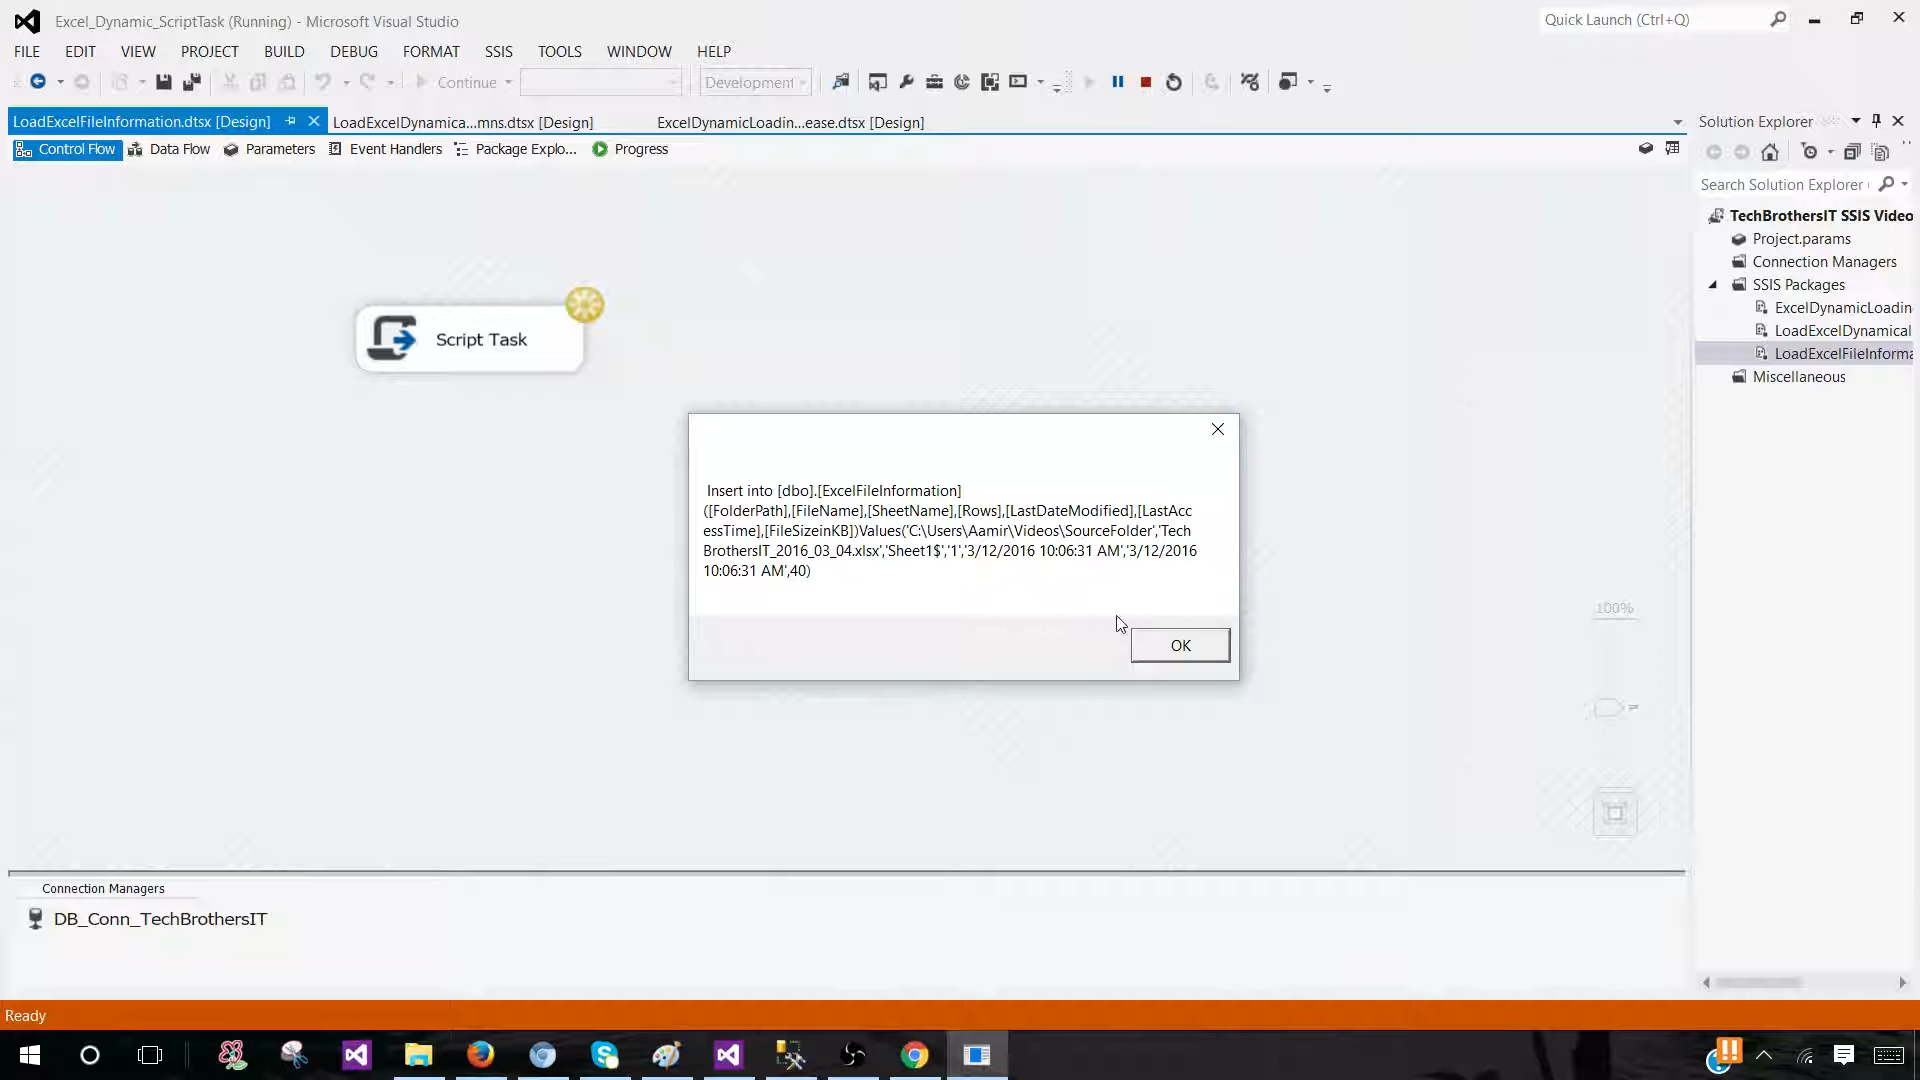 Excel_Dynamic_ScriptTask (Running) - Microsoft Visual Studio
Quick Launch (Ctrl+Q)
FILE EDIT VIEW PROJECT BUILD DEBUG FORMAT SSIS TOOLS WINDOW HELP
Continue
Development
LoadExcelFileInformation.dtsx [Design]
LoadExcelDynamica...mns.dtsx [Design]
ExcelDynamicLoadin...ease.dtsx [Design]
Solution Explorer
Control Flow
Data Flow
Parameters
Event Handlers
Package Explo...
Progress
Search Solution Explorer
TechBrothersIT SSIS Video
Project.params
Connection Managers
SSIS Packages
ExcelDynamicLoadin
LoadExcelDynamical
LoadExcelFileInforma
Miscellaneous
Script Task
Insert into [dbo].[ExcelFileInformation]
([FolderPath],[FileName],[SheetName],[Rows],[LastDateModified],[LastAcc
essTime],[FileSizeinKB])Values('C:\Users\Aamir\Videos\SourceFolder','Tech
BrothersIT_2016_03_04.xlsx','Sheet1$','1','3/12/2016 10:06:31 AM','3/12/2016
10:06:31 AM',40)
OK
100%
Connection Managers
DB_Conn_TechBrothersIT
Ready